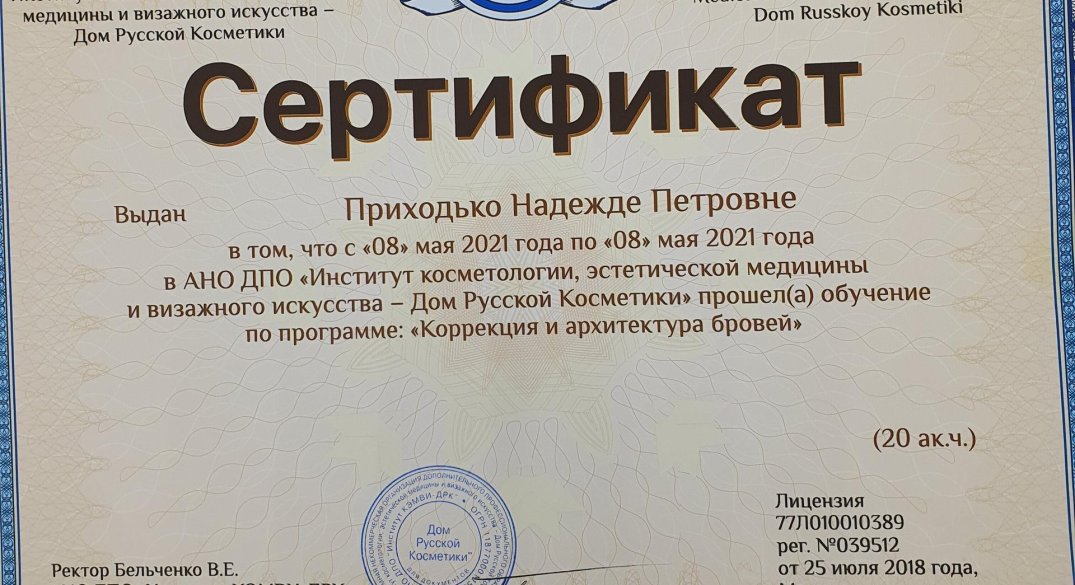 медицины и визажного искусства –
Дом Русской Косметики
Dom Russkoy Kosmetiki
Сертификат
Выдан Приходько Надежде Петровне
в том, что с «08» мая 2021 года по «08» мая 2021 года
в АНО ДПО «Институт косметологии, эстетической медицины
и визажного искусства – Дом Русской Косметики» прошел(а) обучение
по программе: «Коррекция и архитектура бровей»
(20 ак.ч.)
Дом
Русской
Косметики"
Лицензия
77Л010010389
рег. №039512
от 25 июля 2018 года,
Ректор Бельченко В.Е.